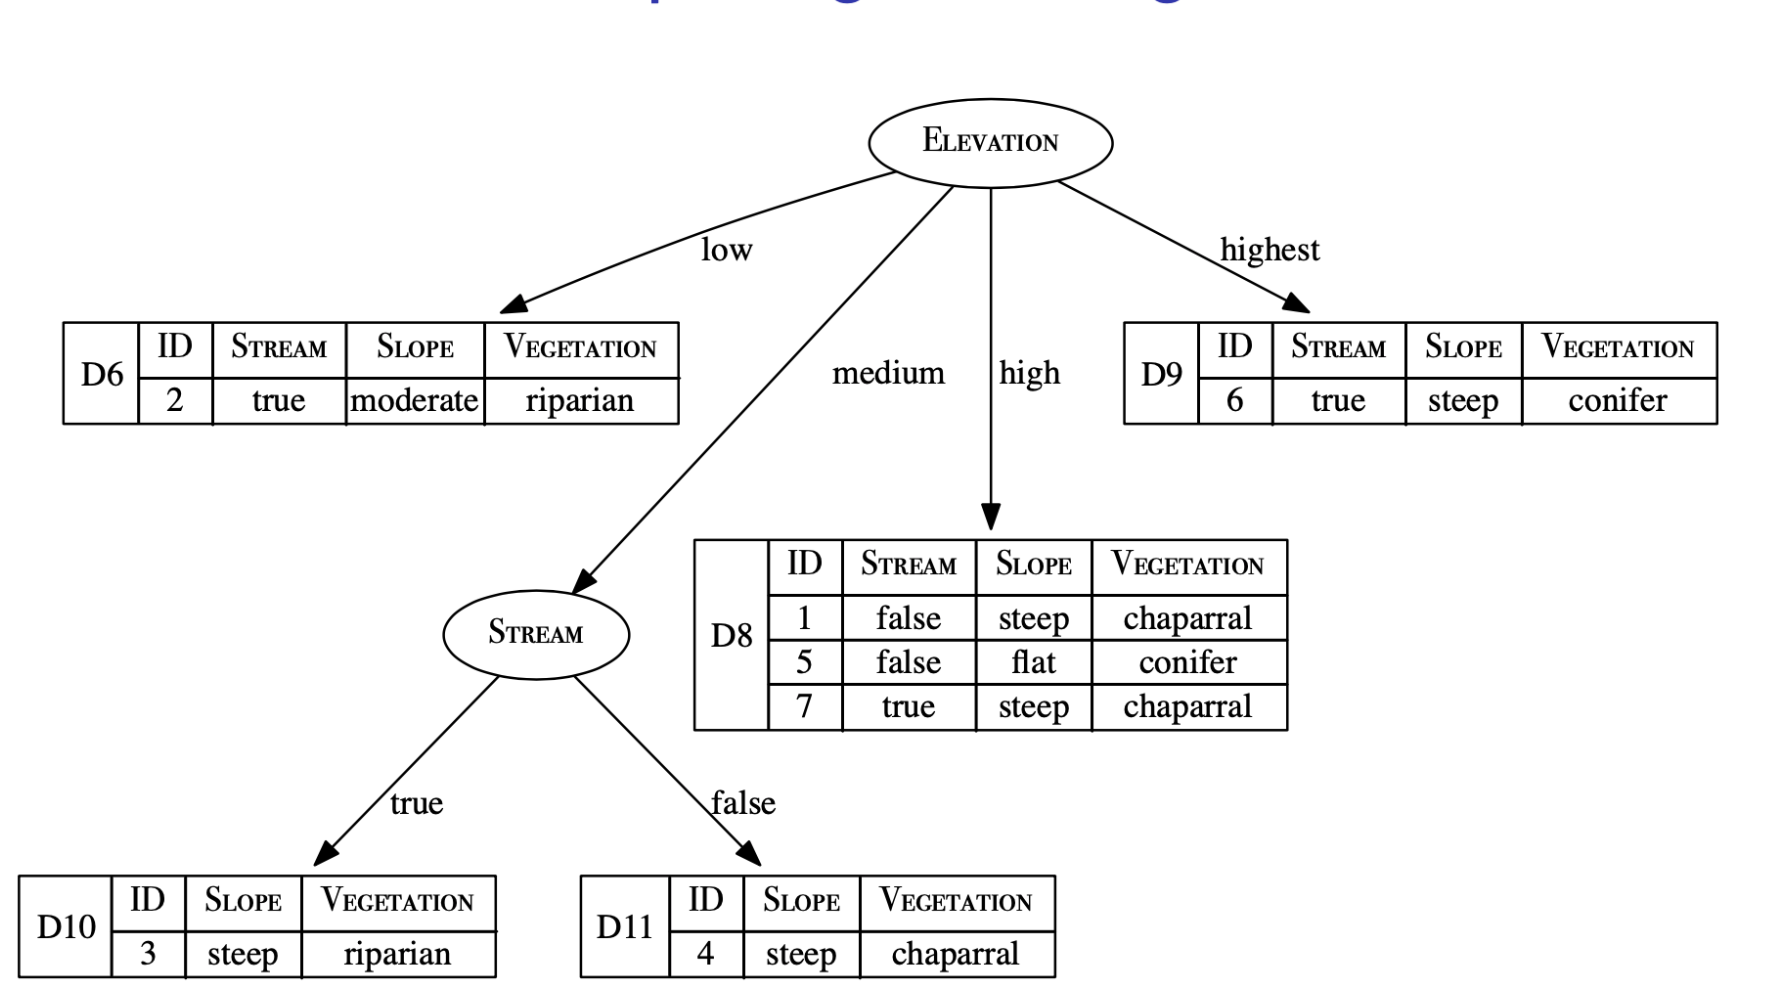 ELEVATION
low
highest
D6 ID STREAM SLOPE VEGETATION
2 true moderate riparian
medium
high
D9 ID STREAM SLOPE VEGETATION
6 true steep conifer
STREAM
D8 ID STREAM SLOPE VEGETATION
1 false steep chaparral
5 false flat conifer
7 true steep chaparral
true
false
D10 ID SLOPE VEGETATION
3 steep riparian
D11 ID SLOPE VEGETATION
4 steep chaparral